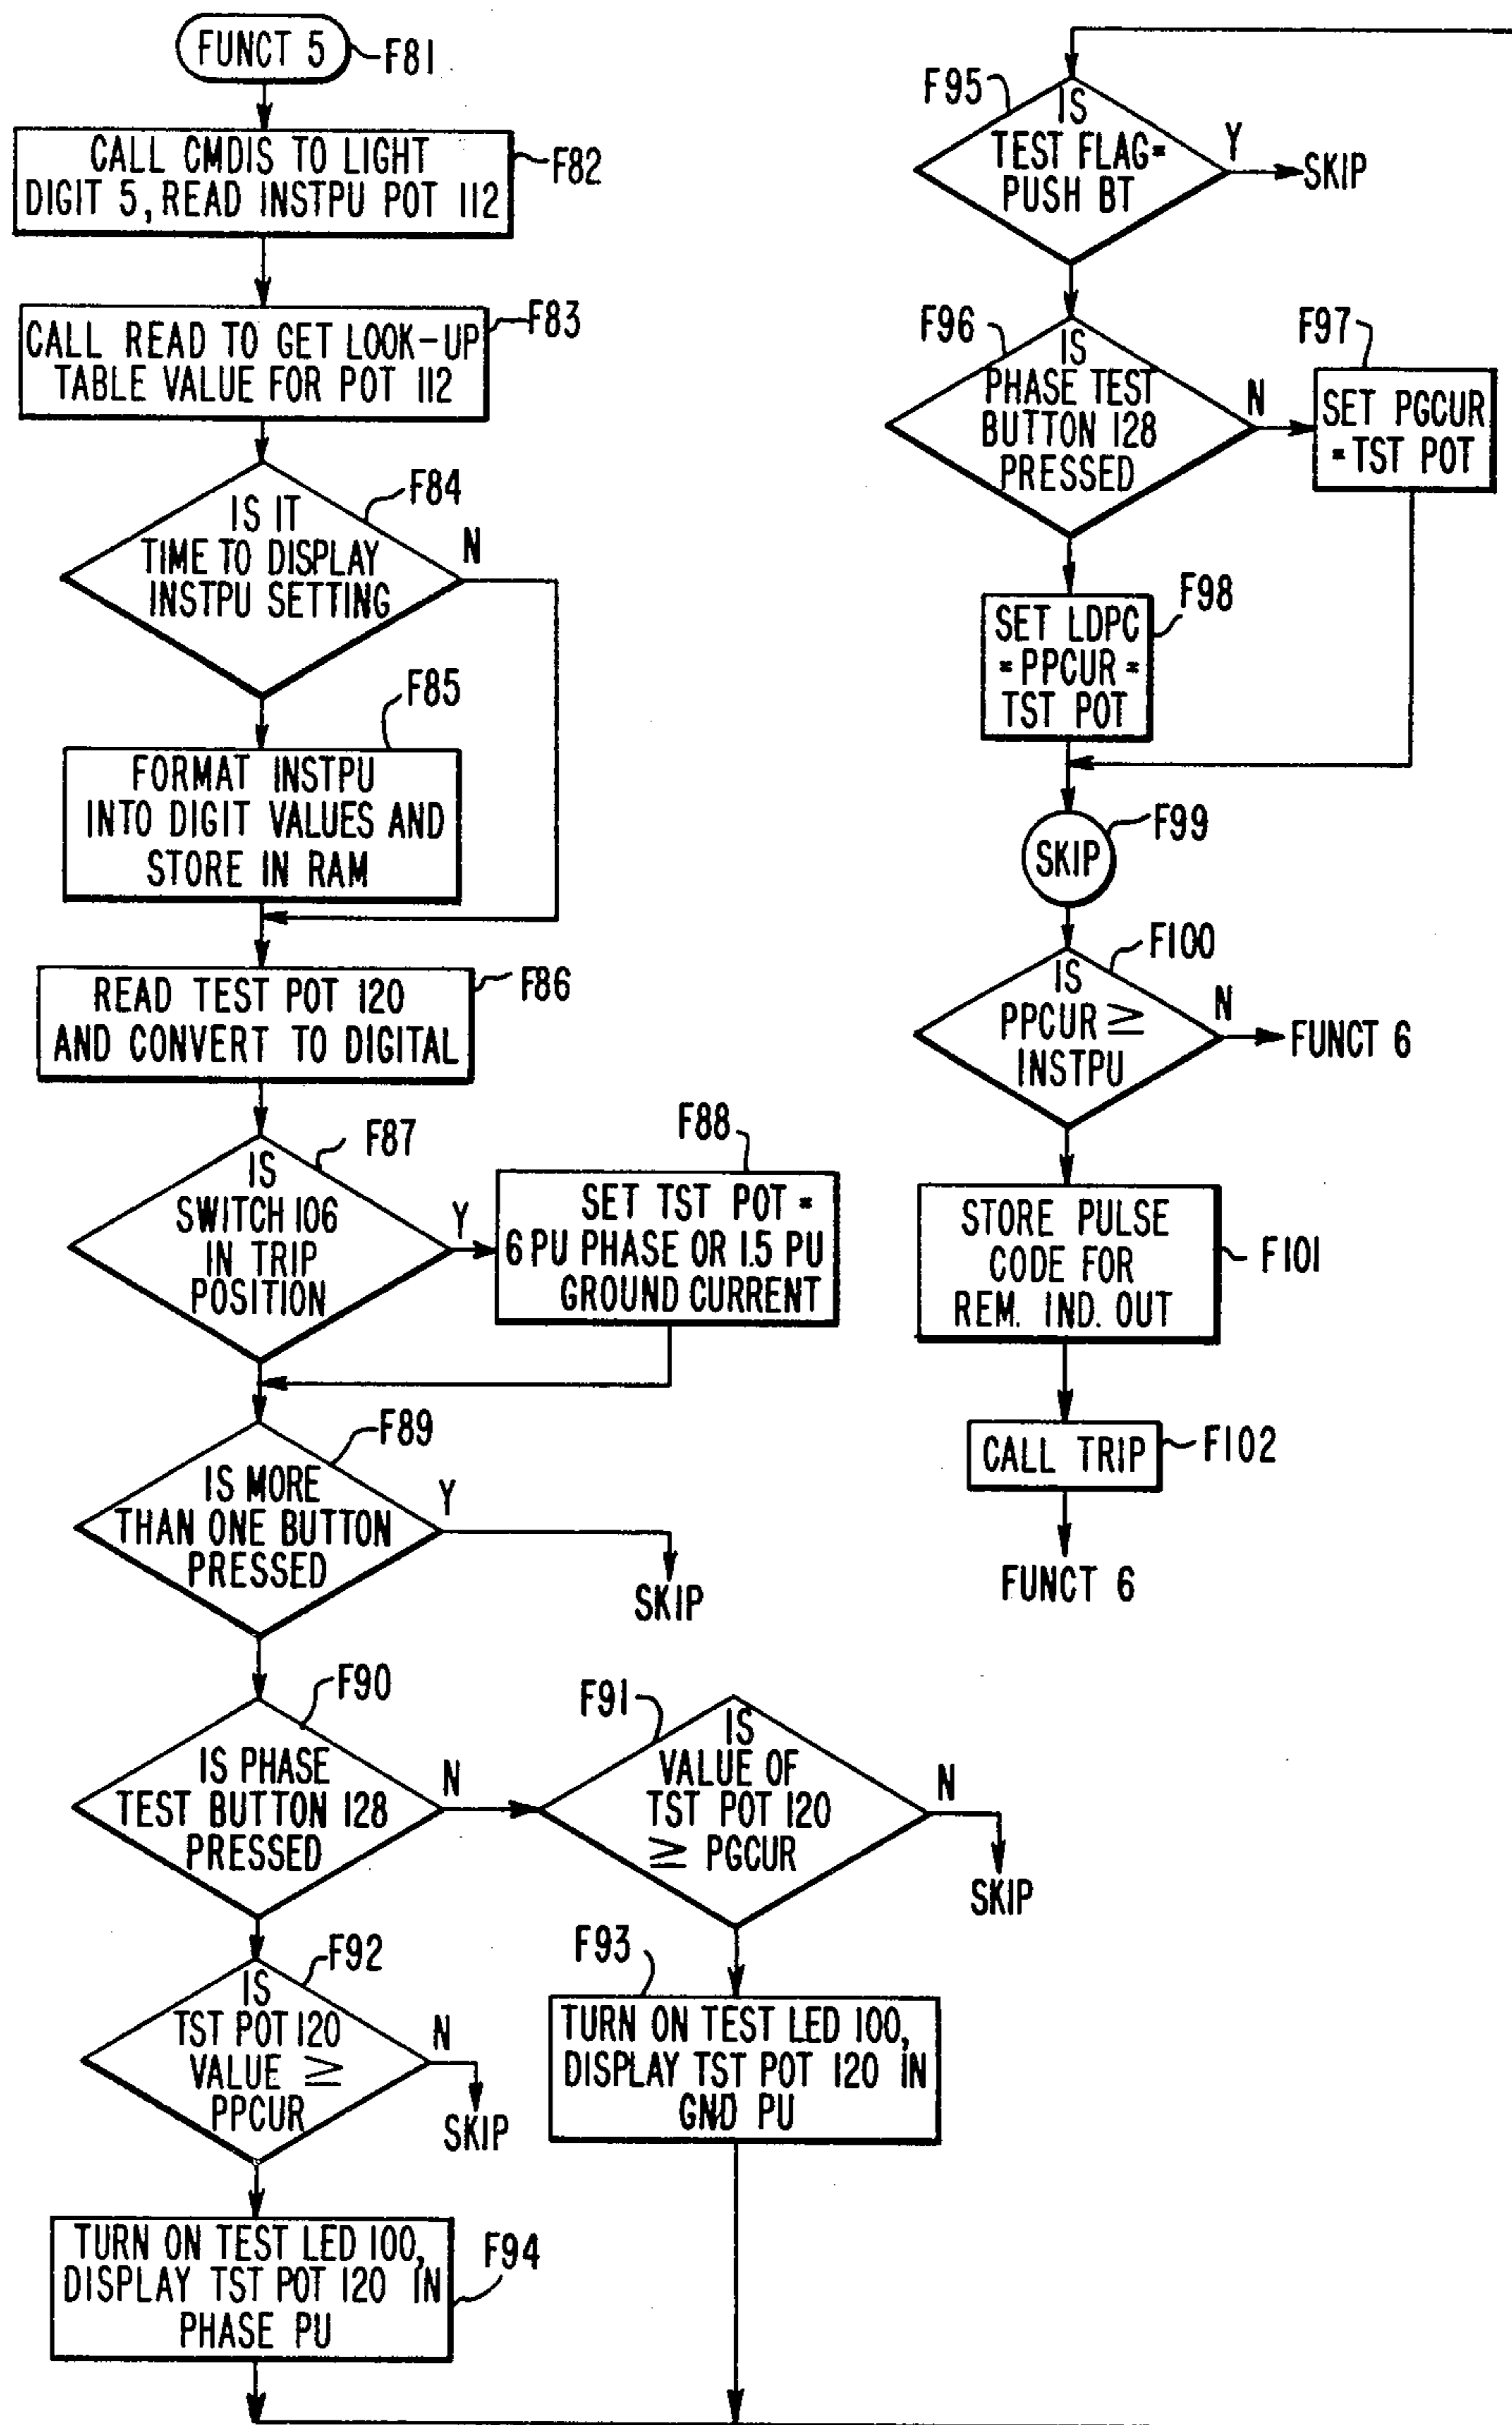 FUNCT 5
F81
CALL CMDIS TO LIGHT
DIGIT 5, READ INSTPU POT 112
F82
CALL READ TO GET LOOK-UP
TABLE VALUE FOR POT 112
F83
IS IT
TIME TO DISPLAY
INSTPU SETTING
F84
N
FORMAT INSTPU
INTO DIGIT VALUES AND
STORE IN RAM
F85
READ TEST POT 120
AND CONVERT TO DIGITAL
F86
IS
SWITCH 106
IN TRIP
POSITION
F87
Y
SET TST POT =
6 PU PHASE OR 1.5 PU
GROUND CURRENT
F88
IS MORE
THAN ONE BUTTON
PRESSED
F89
Y
SKIP
IS PHASE
TEST BUTTON 128
PRESSED
F90
N
IS
VALUE OF
TST POT 120
≥ PGCUR
F91
N
SKIP
IS
TST POT 120
VALUE ≥
PPCUR
F92
N
SKIP
TURN ON TEST LED 100,
DISPLAY TST POT 120 IN
GND PU
F93
TURN ON TEST LED 100,
DISPLAY TST POT 120 IN
PHASE PU
F94
IS
TEST FLAG=
PUSH BT
F95
Y
SKIP
IS
PHASE TEST
BUTTON 128
PRESSED
F96
N
SET PGCUR
=TST POT
F97
SET LDPC
=PPCUR=
TST POT
F98
SKIP
F99
IS
PPCUR ≥
INSTPU
F100
N
FUNCT 6
STORE PULSE
CODE FOR
REM. IND. OUT
F101
CALL TRIP
F102
FUNCT 6